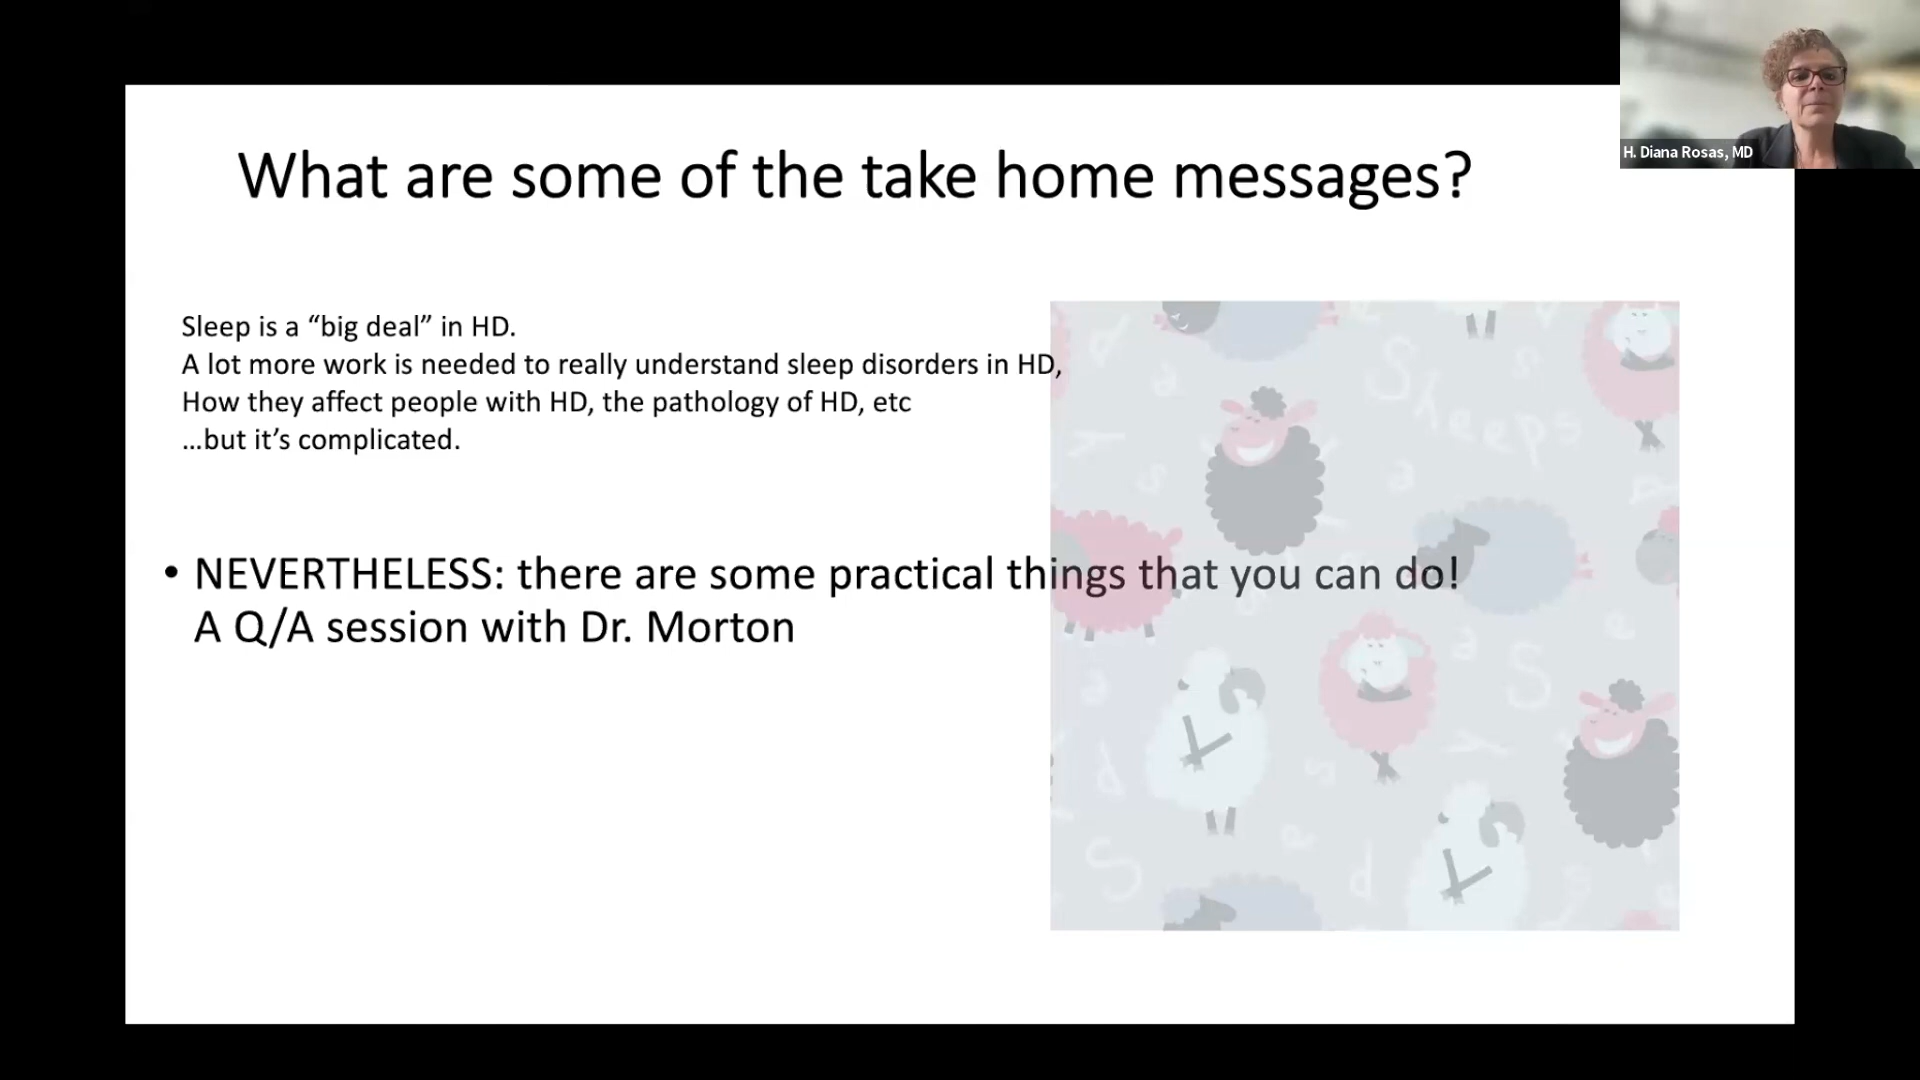 H. Diana Rosas, MD
What are some of the take home messages?
Sleep is a “big deal” in HD.
A lot more work is needed to really understand sleep disorders in HD,
How they affect people with HD, the pathology of HD, etc
...but it’s complicated.
• NEVERTHELESS: there are some practical things that you can do!
A Q/A session with Dr. Morton
Sheeps